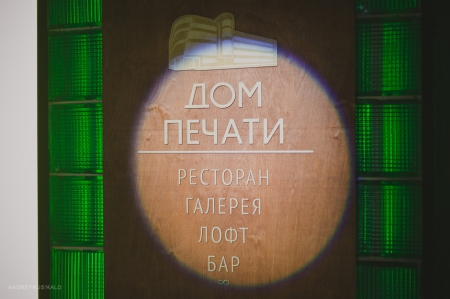 ДОМ
ПЕЧАТИ
РЕСТОРАН
ГАЛЕРЕЯ
ЛОФТ
БАР